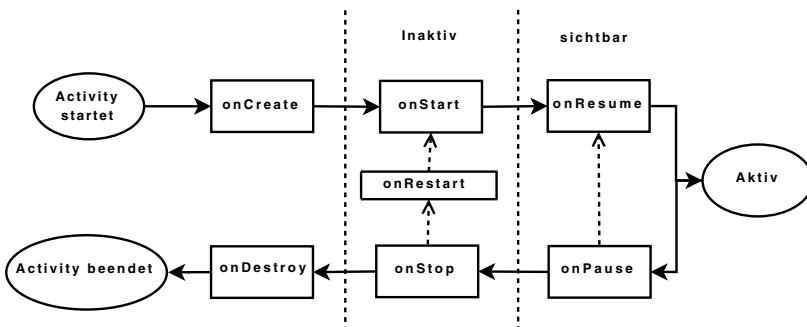 Inaktiv
sichtbar
Activity
startet
onCreate
onStart
onResume
onRestart
Aktiv
Activity beendet
onDestroy
onStop
onPause